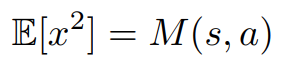 𝔼[x²] = M(s, a)